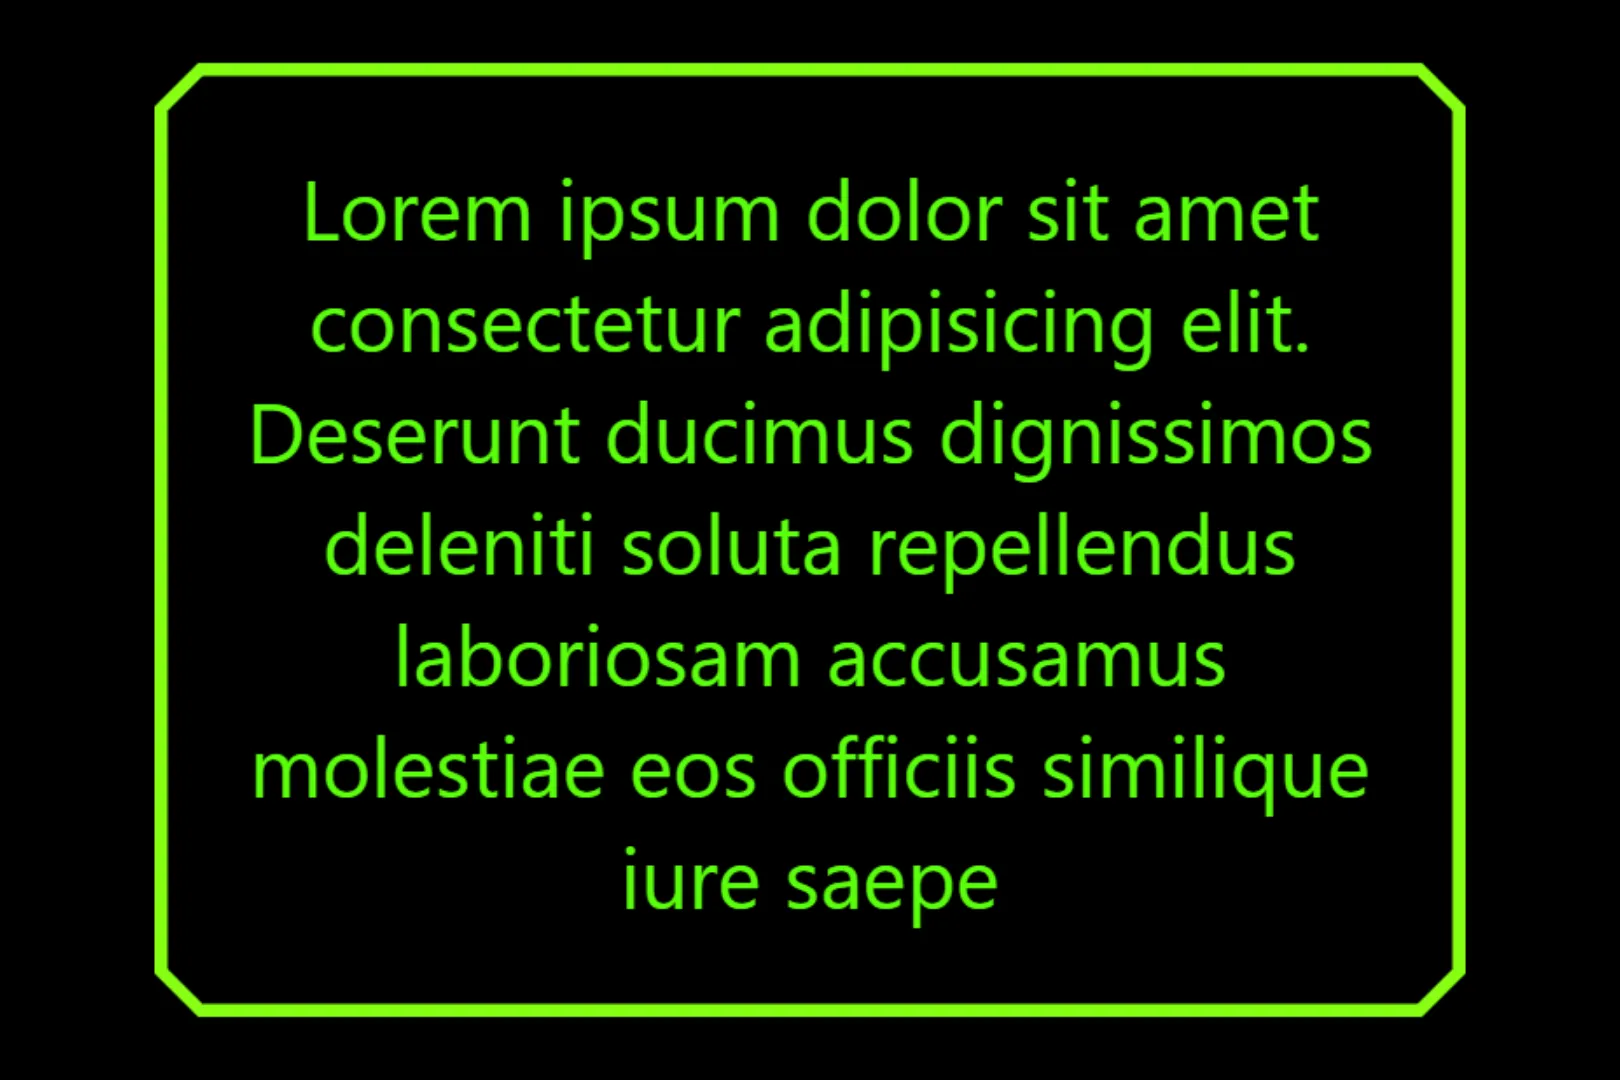 Lorem ipsum dolor sit amet
consectetur adipisicing elit.
Deserunt ducimus dignissimos
deleniti soluta repellendus
laboriosam accusamus
molestiae eos officiis similique
iure saepe